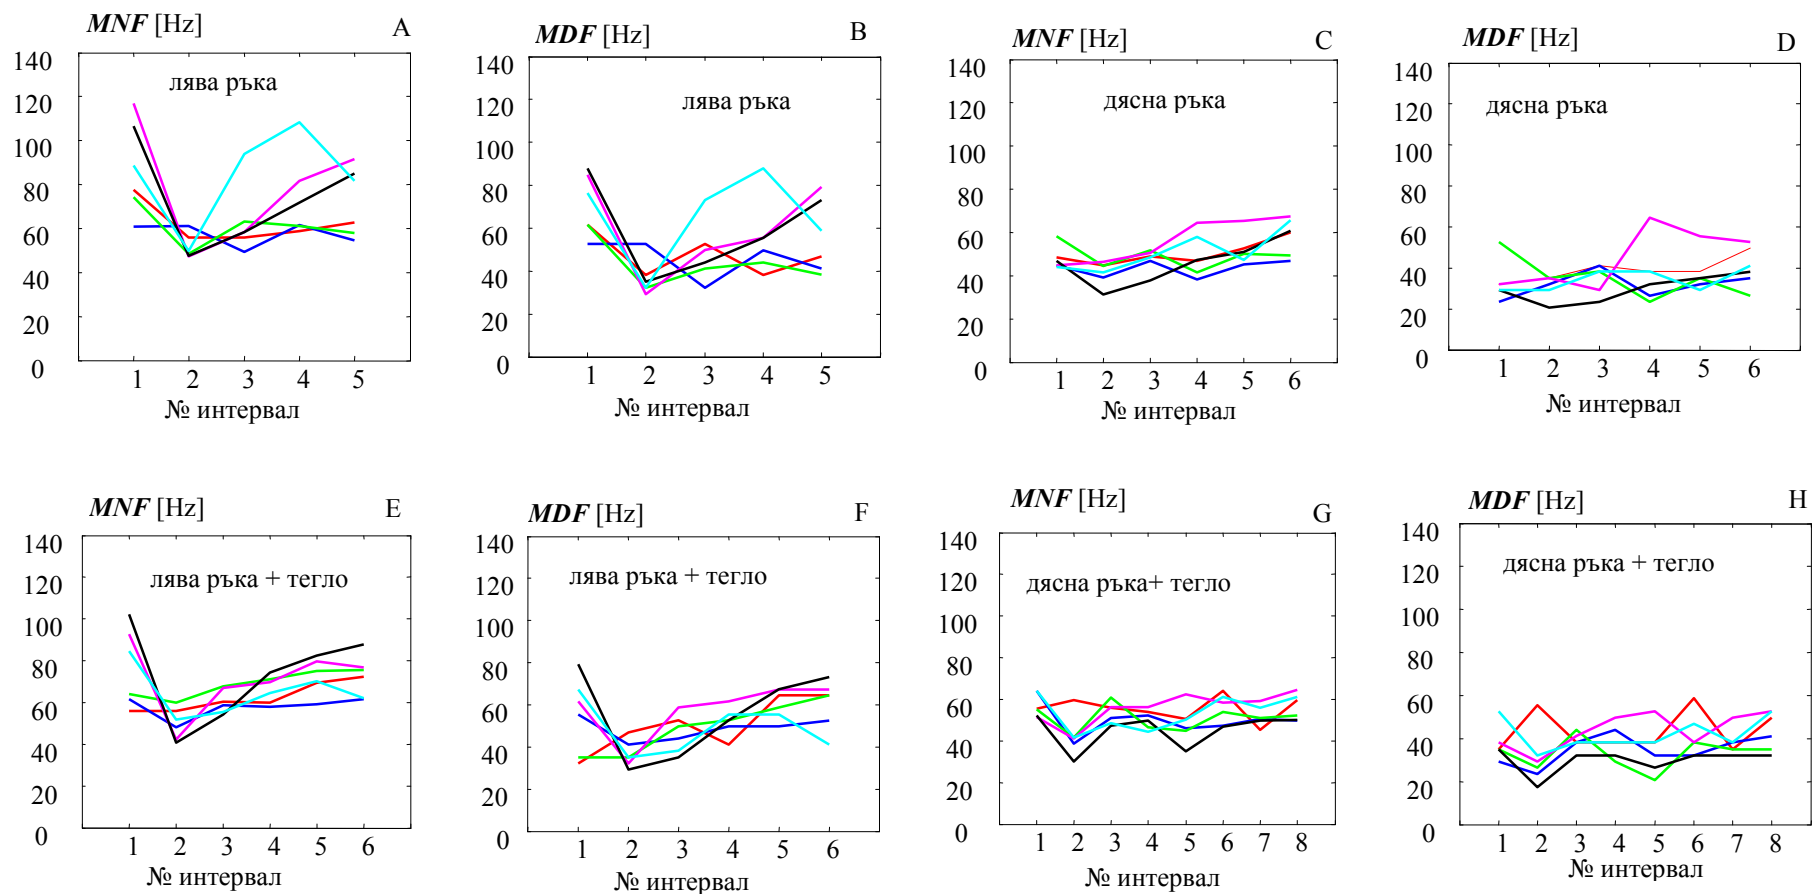 MNF [Hz] A
140
120
100
80
60
40
20
0
лява ръка
1 2 3 4 5
№ интервал
MDF [Hz] B
140
120
100
80
60
40
20
0
лява ръка
1 2 3 4 5
№ интервал
MNF [Hz] C
140
120
100
80
60
40
20
0
дясна ръка
1 2 3 4 5 6
№ интервал
MDF [Hz] D
140
120
100
80
60
40
20
0
дясна ръка
1 2 3 4 5 6
№ интервал
MNF [Hz] E
140
120
100
80
60
40
20
0
лява ръка + тегло
1 2 3 4 5 6
№ интервал
MDF [Hz] F
140
120
100
80
60
40
20
0
лява ръка + тегло
1 2 3 4 5 6
№ интервал
MNF [Hz] G
140
120
100
80
60
40
20
0
дясна ръка+ тегло
1 2 3 4 5 6 7 8
№ интервал
MDF [Hz] H
140
120
100
80
60
40
20
0
дясна ръка + тегло
1 2 3 4 5 6 7 8
№ интервал